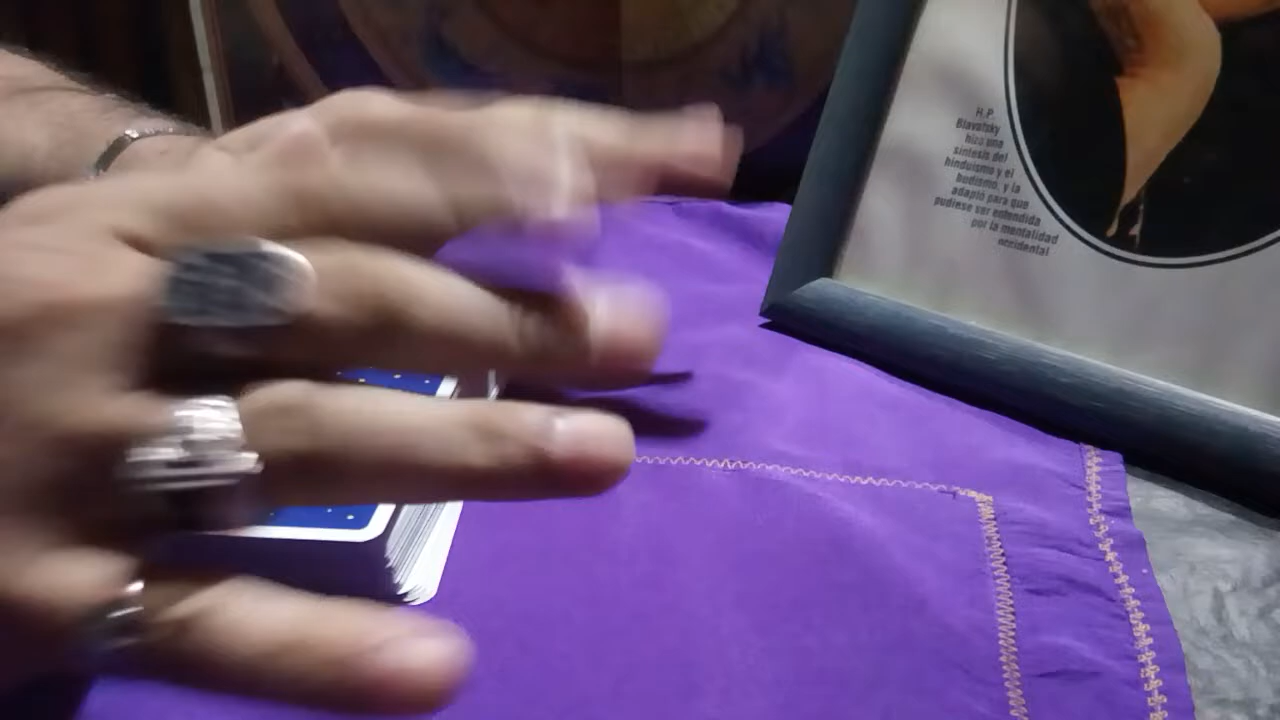 H.P.
Blavatsky
hizo una
síntesis del
hinduismo y el
budismo, y la
adaptó para que
pudiese ser entendida
por la mentalidad
occidental